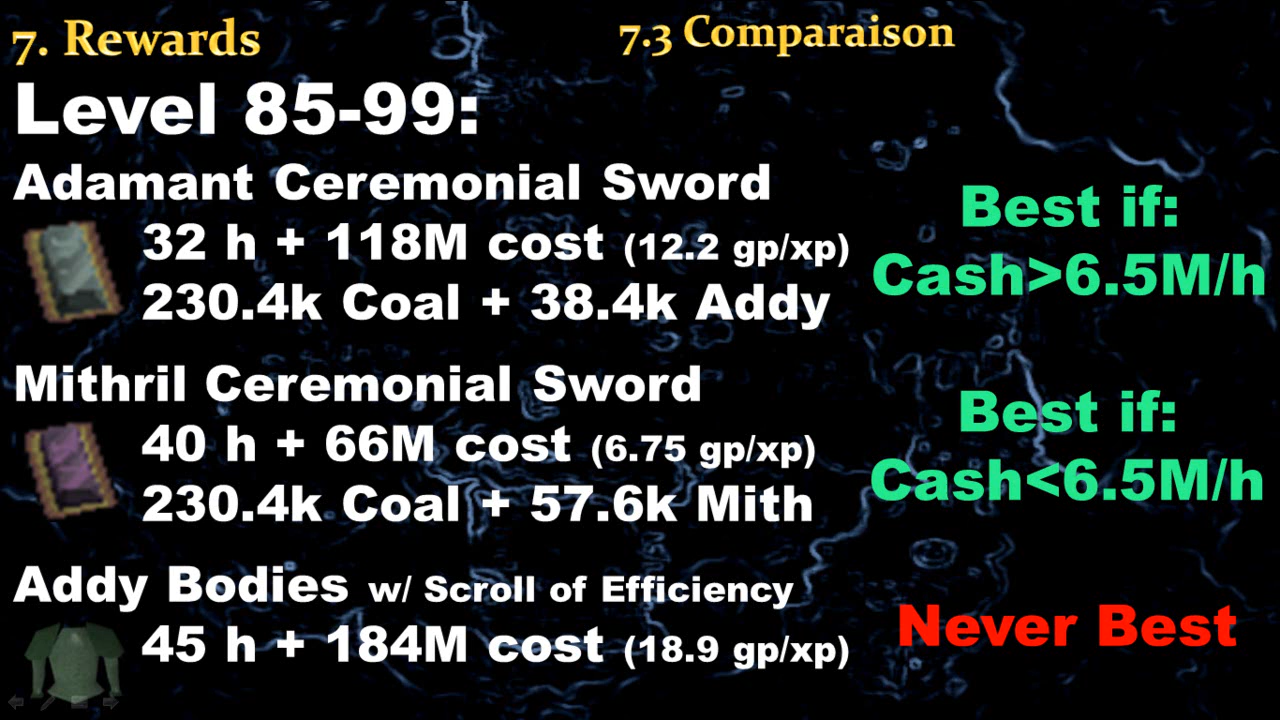 7. Rewards
7.3 Comparaison
Level 85-99:
Adamant Ceremonial Sword
32 h + 118M cost (12.2 gp/xp)
230.4k Coal + 38.4k Addy
Best if:
Cash>6.5M/h
Mithril Ceremonial Sword
40 h + 66M cost (6.75 gp/xp)
230.4k Coal + 57.6k Mith
Best if:
Cash<6.5M/h
Addy Bodies w/ Scroll of Efficiency
45 h + 184M cost (18.9 gp/xp)
Never Best